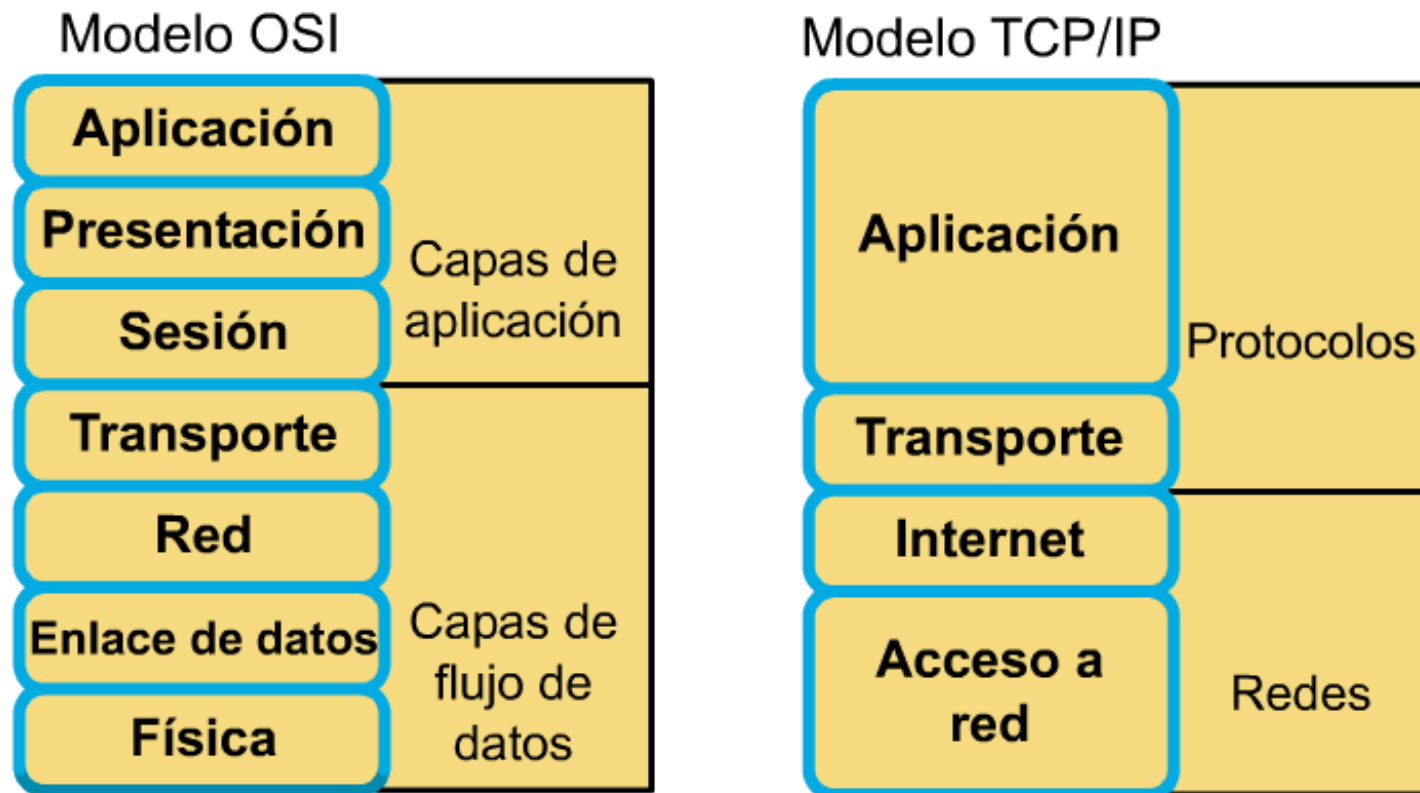 Modelo OSI
Aplicación
Presentación
Sesión
Transporte
Red
Enlace de datos
Física
Capas de
aplicación
Capas de
flujo de
datos
Modelo TCP/IP
Aplicación
Transporte
Internet
Acceso a
red
Protocolos
Redes